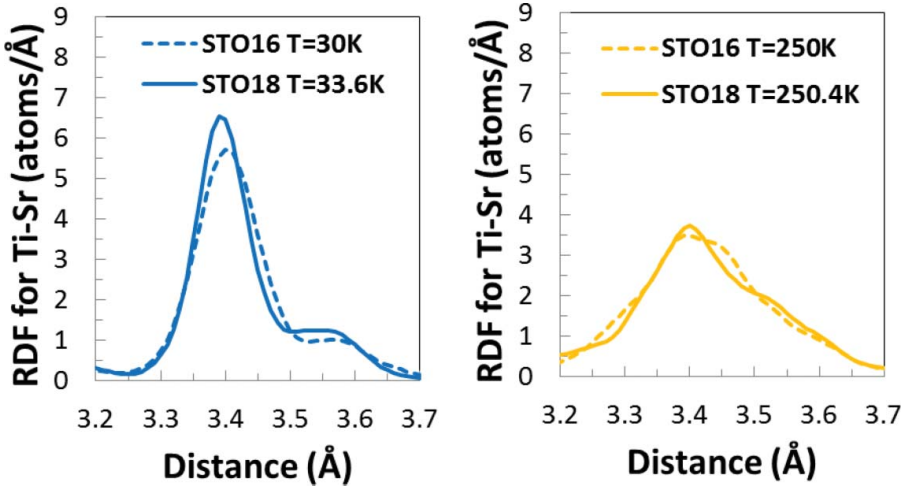 RDF for Ti-Sr (atoms/Å)
9
8
7
6
5
4
3
2
1
0
STO16 T=30K
STO18 T=33.6K
3.2 3.3 3.4 3.5 3.6 3.7
Distance (Å)
RDF for Ti-Sr (atoms/Å)
9
8
7
6
5
4
3
2
1
0
STO16 T=250K
STO18 T=250.4K
3.2 3.3 3.4 3.5 3.6 3.7
Distance (Å)